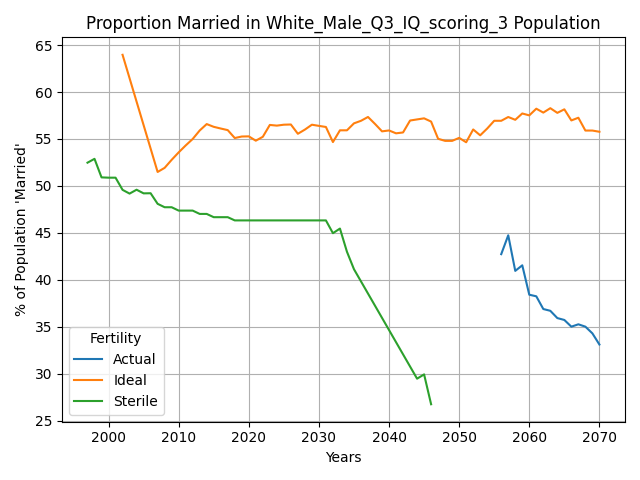 Proportion Married in White_Male_Q3_IQ_scoring_3 Population
% of Population 'Married'
65
60
55
50
45
40
35
30
25
Fertility
Actual
Ideal
Sterile
2000 2010 2020 2030 2040 2050 2060 2070
Years